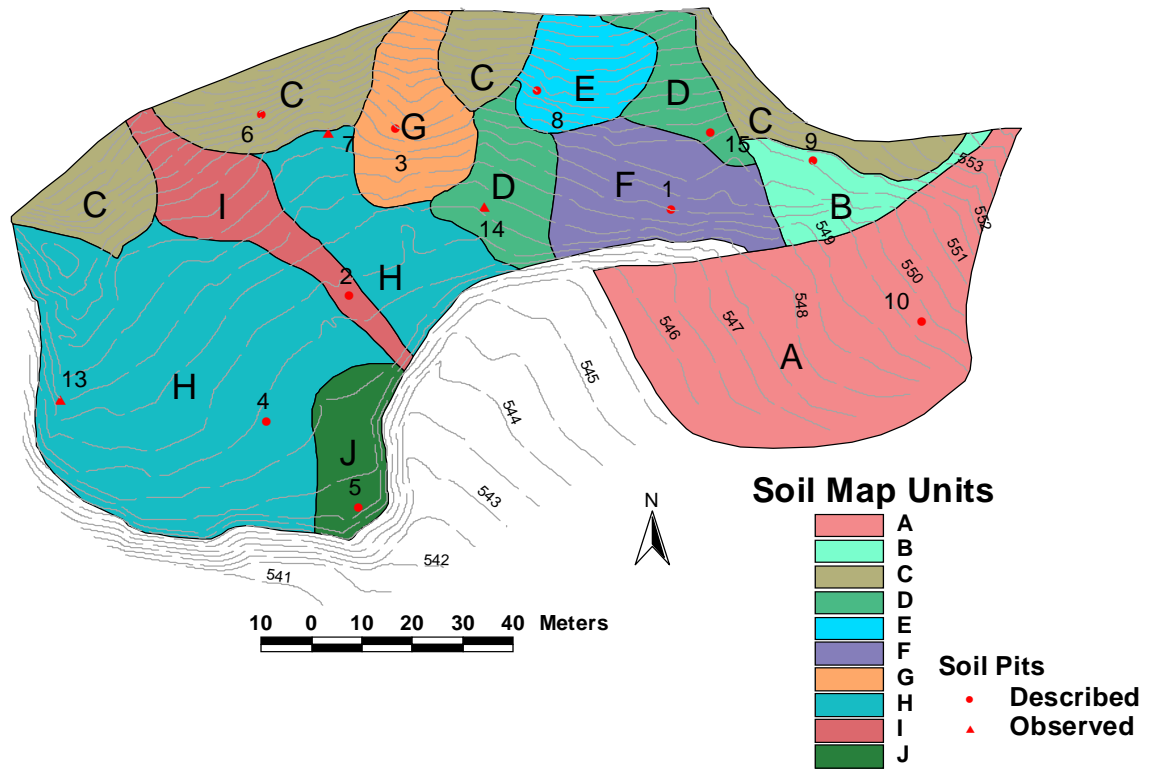 C
G
C
E
D
C
6
7
3
8
15
9
553
C
I
D
F
1
B
552
14
549
551
2
H
550
10
548
547
546
A
13
H
4
545
544
J
5
543
542
541
N
Soil Map Units
A
B
C
D
E
F
G
H
I
J
10 0 10 20 30 40 Meters
Soil Pits
Described
Observed